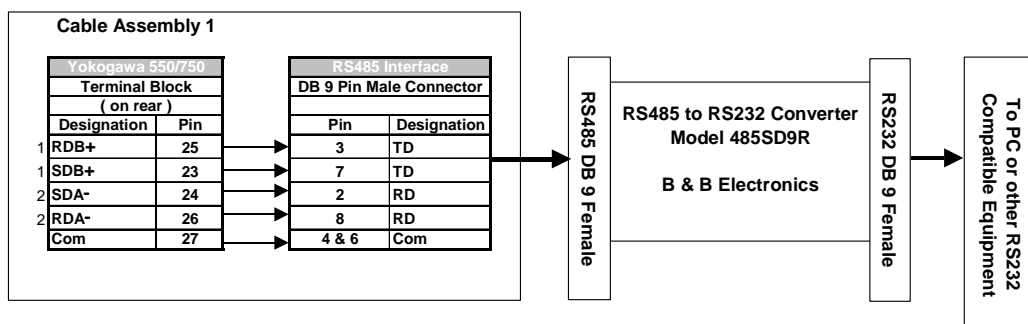 Cable Assembly 1
Yokogawa 550/750 RS485 Interface
Terminal Block DB 9 Pin Male Connector
( on rear )
Designation Pin Pin Designation
1 RDB+ 25 3 TD
1 SDB+ 23 7 TD
2 SDA- 24 2 RD
2 RDA- 26 8 RD
Com 27 4 & 6 Com
RS485 DB 9 Female
RS485 to RS232 Converter
Model 485SD9R
B & B Electronics
RS232 DB 9 Female
To PC or other RS232
Compatible Equipment